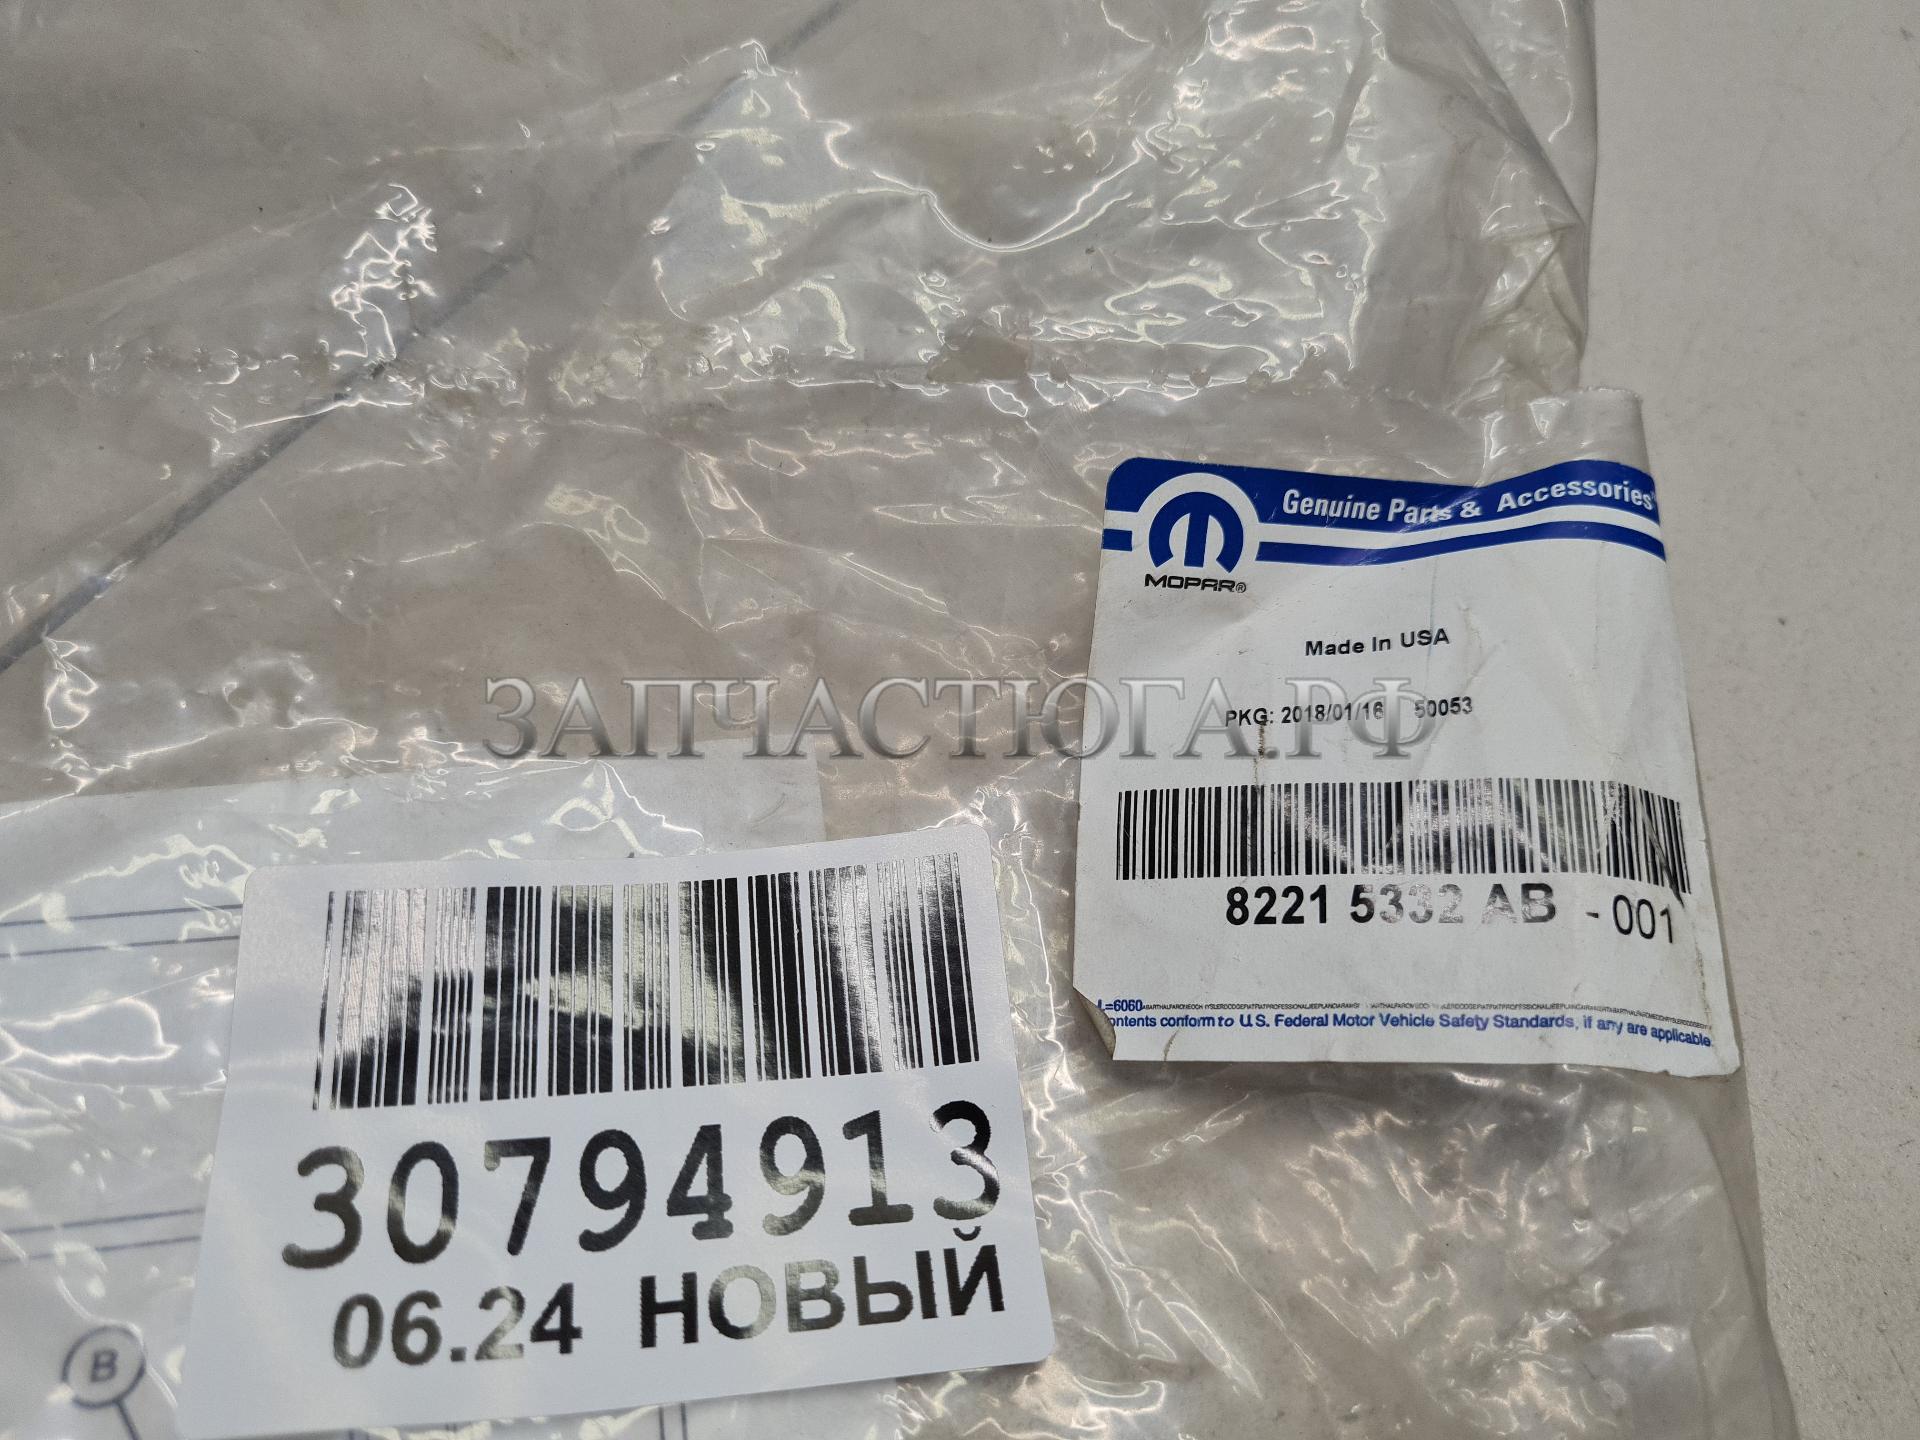 Genuine Parts & Accessories
MOPAR®
Made In USA
PKG: 2018/01/16 50053
ЗАПЧАСТЮГА.РФ
8221 5332 AB - 001
L=6060
contents conform to U.S. Federal Motor Vehicle Safety Standards, if any are applicable.
30794913
06.24 НОВЫЙ
B